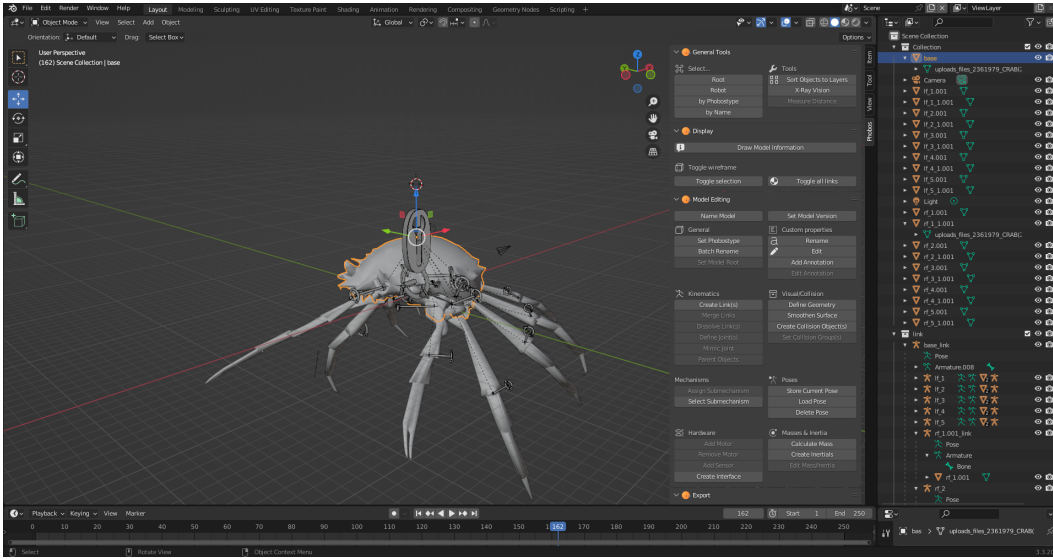 File Edit Render Window Help Layout Modeling Sculpting UV Editing Texture Paint Shading Animation Rendering Compositing Geometry Nodes Scripting + Scene ViewLayer
Object Mode View Select Add Object Global
Orientation: Default Drag: Select Box Options
User Perspective
(162) Scene Collection | base
General Tools
Select... Tools
Root Sort Objects to Layers
Robot X-Ray Vision
by Phobostype Measure Distance
by Name
Display
Draw Model Information
Toggle wireframe
Toggle selection Toggle all links
Model Editing
Name Model Set Model Version
General Custom properties
Set Phobostype Rename
Batch Rename Edit
Set Model Root Add Annotation
Edit Annotation
Kinematics Visual/Collision
Create Link(s) Define Geometry
Merge Links Smoothen Surface
Dissolve Link(s) Create Collision Object(s)
Define Joint(s) Set Collision Group(s)
Mimic Joint
Parent Objects
Mechanisms Poses
Assign Submechanism Store Current Pose
Select Submechanism Load Pose
Delete Pose
Hardware Masses & Inertia
Add Motor Calculate Mass
Remove Motor Create Inertials
Add Sensor Edit Mass/Inertia
Create Interface
Export
Item
Tool
View
Phobos
Scene Collection
Collection
base
uploads_files_2361979_CRABC
Camera
lf_1.001
lf_1_1.001
lf_2.001
lf_2_1.001
lf_3.001
lf_3_1.001
lf_4.001
lf_4_1.001
lf_5.001
lf_5_1.001
Light
rf_1.001
rf_1_1.001
uploads_files_2361979_CRABC
rf_2.001
rf_2_1.001
rf_3.001
rf_3_1.001
rf_4.001
rf_4_1.001
rf_5.001
rf_5_1.001
link
base_link
Pose
Armature.008
lf_1
lf_2
lf_3
lf_4
lf_5
rf_1.001_link
Pose
Armature
Bone
rf_1.001
rf_2
Pose
Playback Keying View Marker 162 Start 1 End 250
0 10 20 30 40 50 60 70 80 90 100 110 120 130 140 150 162 170 180 190 200 210 220 230 240 250
bas uploads_files_2361979_CRAB(
Select Rotate View Object Context Menu